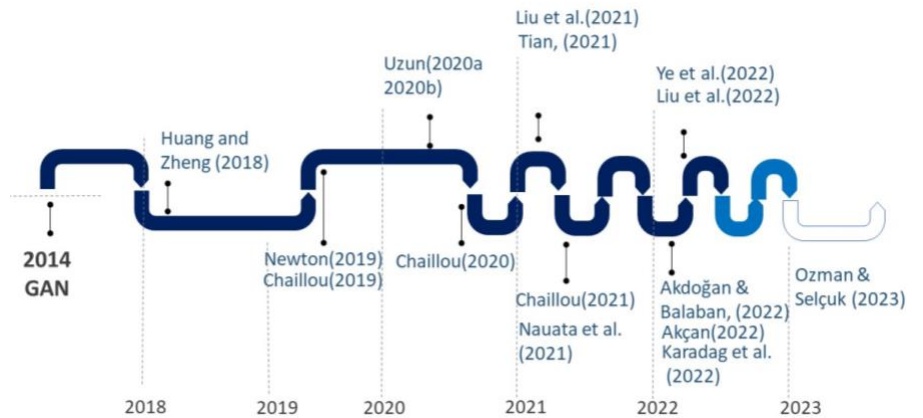 2014
GAN
Huang and
Zheng (2018)
Newton(2019)
Chaillou(2019)
Uzun(2020a
2020b)
Chaillou(2020)
Liu et al.(2021)
Tian, (2021)
Chaillou(2021)
Nauata et al.
(2021)
Ye et al.(2022)
Liu et al.(2022)
Akdoğan &
Balaban, (2022)
Akçan(2022)
Karadag et al.
(2022)
Ozman &
Selçuk (2023)
2018
2019
2020
2021
2022
2023